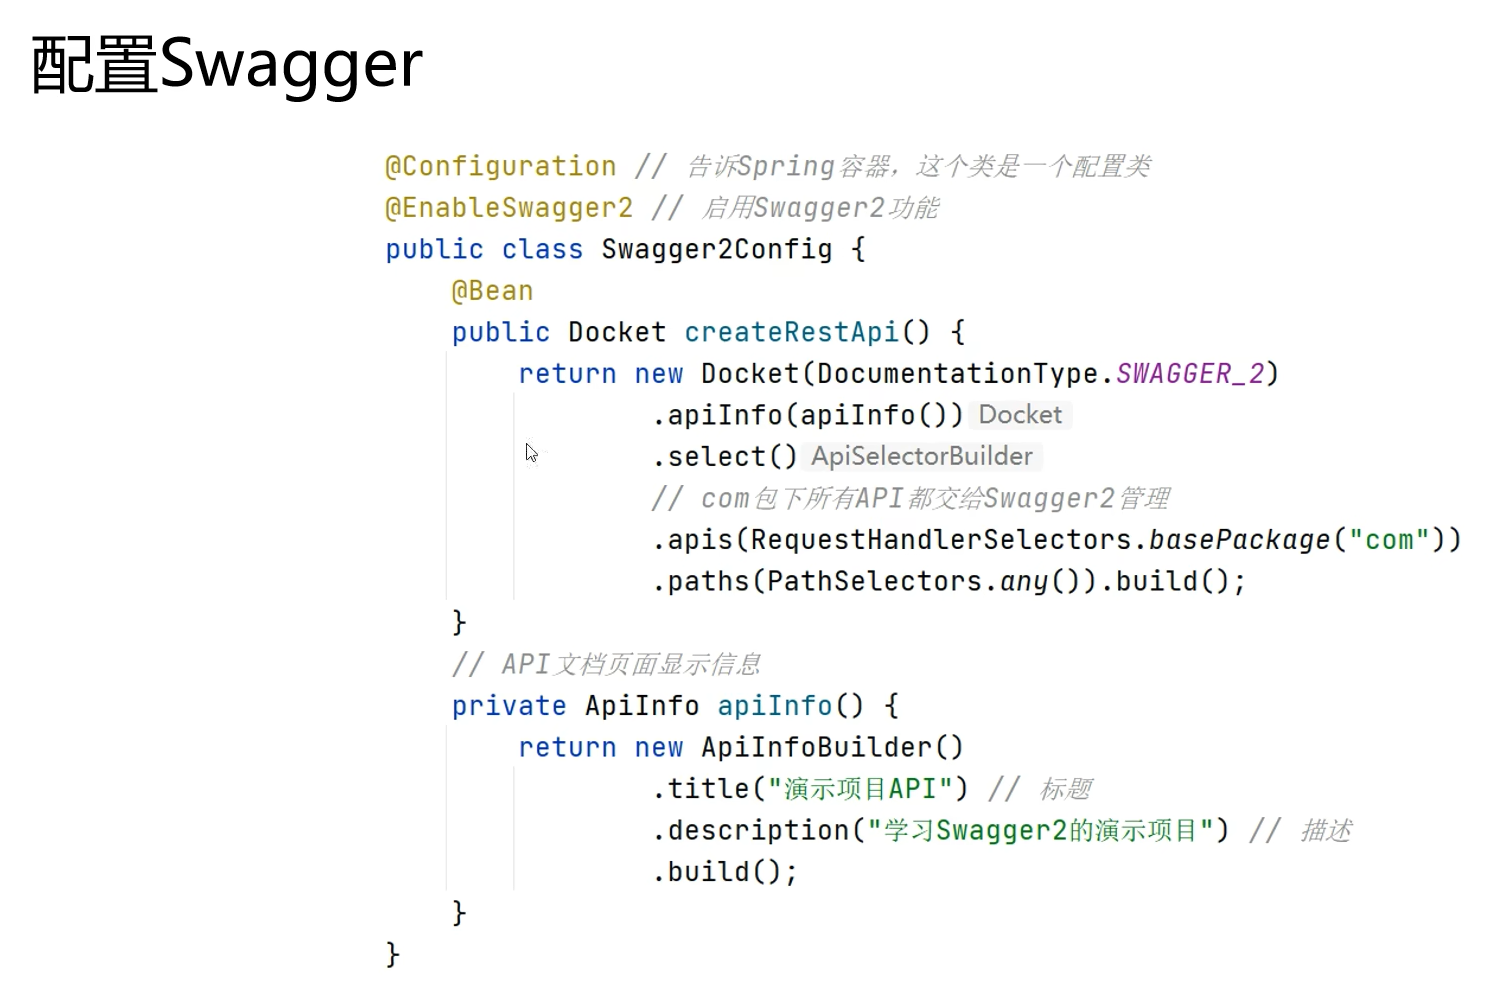 配置Swagger
@Configuration // 告诉Spring容器，这个类是一个配置类
@EnableSwagger2 // 启用Swagger2功能
public class Swagger2Config {
@Bean
public Docket createRestApi() {
return new Docket(DocumentationType.SWAGGER_2)
.apiInfo(apiInfo()) Docket
.select() ApiSelectorBuilder
// com包下所有API都交给Swagger2管理
.apis(RequestHandlerSelectors.basePackage("com"))
.paths(PathSelectors.any()).build();
}
// API文档页面显示信息
private ApiInfo apiInfo() {
return new ApiInfoBuilder()
.title("演示项目API") // 标题
.description("学习Swagger2的演示项目") // 描述
.build();
}
}